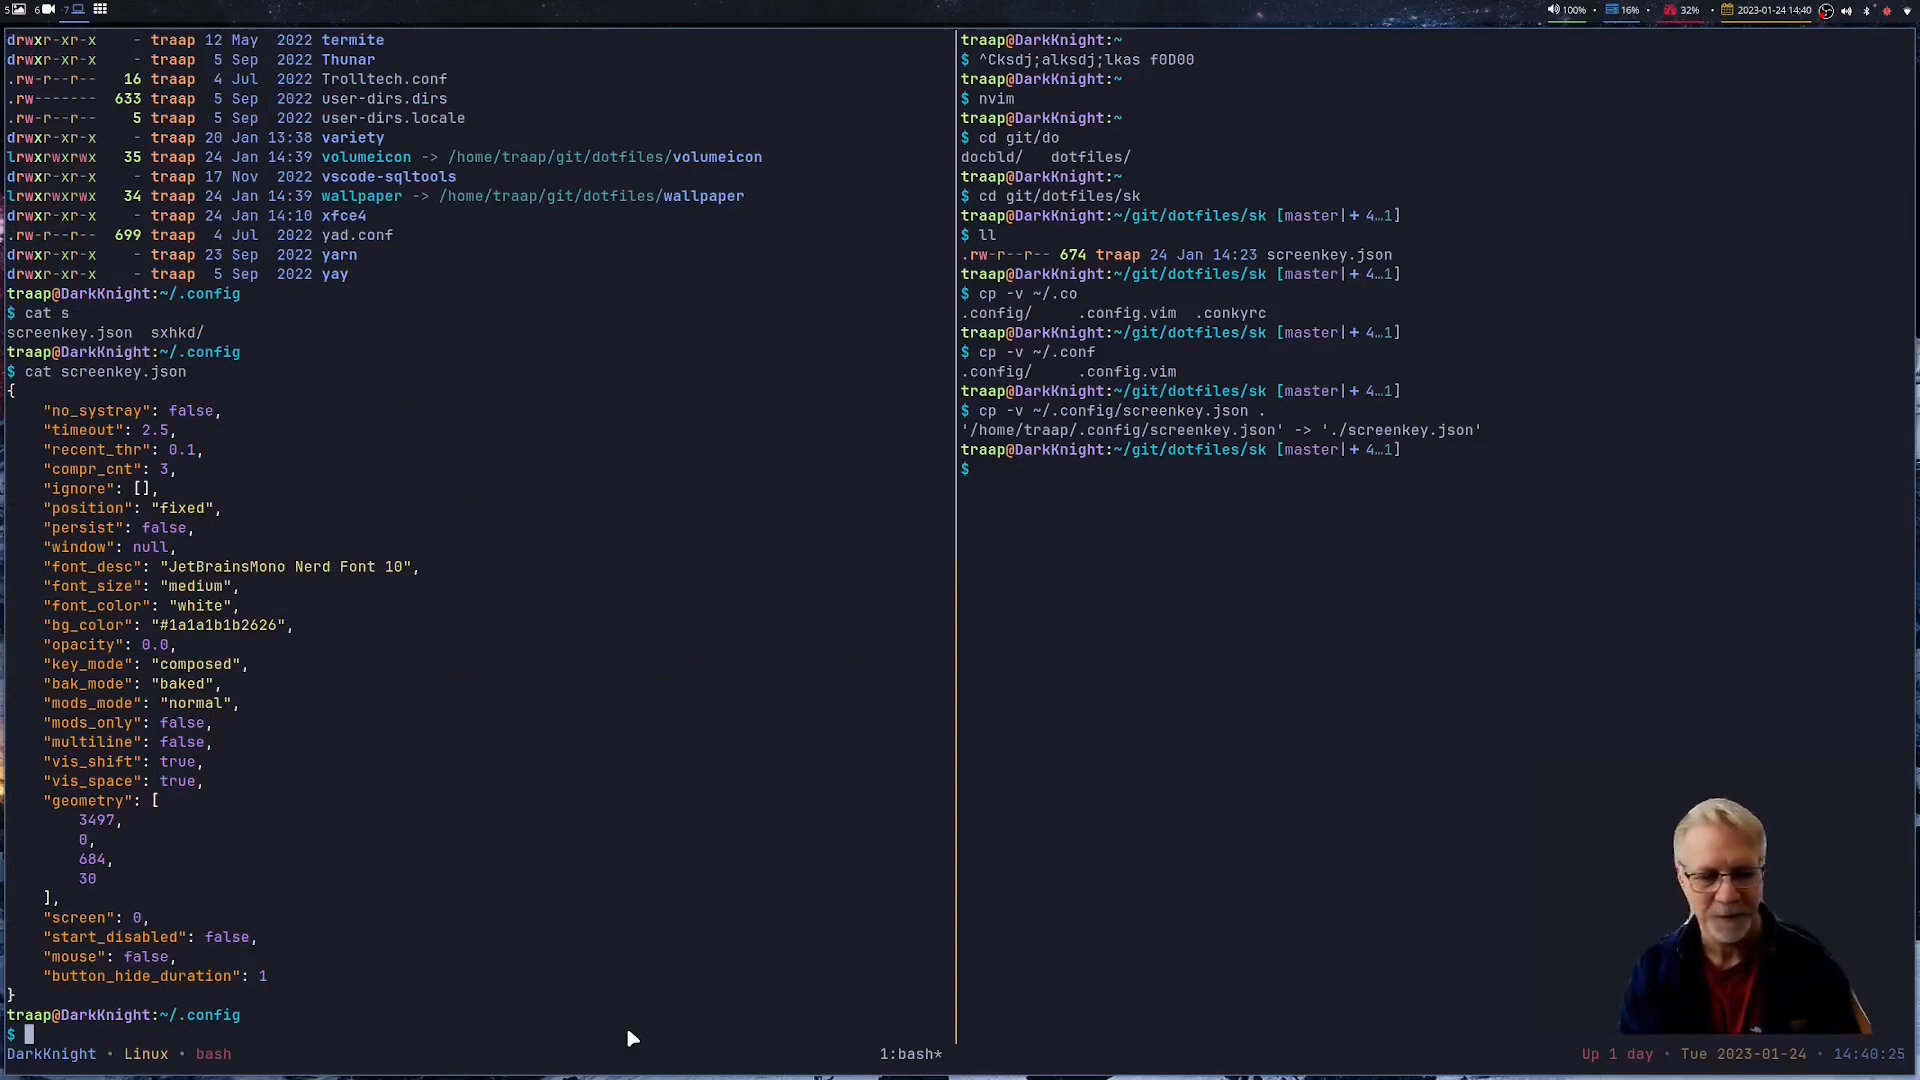 5 6 7 100% • 16% • 32% • 2023-01-24 14:40
drwxr-xr-x - traap 12 May 2022 termite
drwxr-xr-x - traap 5 Sep 2022 Thunar
.rw-r--r-- 16 traap 4 Jul 2022 Trolltech.conf
.rw------- 633 traap 5 Sep 2022 user-dirs.dirs
.rw-r--r-- 5 traap 5 Sep 2022 user-dirs.locale
drwxr-xr-x - traap 20 Jan 13:38 variety
lrwxrwxrwx 35 traap 24 Jan 14:39 volumeicon -> /home/traap/git/dotfiles/volumeicon
drwxr-xr-x - traap 17 Nov 2022 vscode-sqltools
lrwxrwxrwx 34 traap 24 Jan 14:39 wallpaper -> /home/traap/git/dotfiles/wallpaper
drwxr-xr-x - traap 24 Jan 14:10 xfce4
.rw-r--r-- 699 traap 4 Jul 2022 yad.conf
drwxr-xr-x - traap 23 Sep 2022 yarn
drwxr-xr-x - traap 5 Sep 2022 yay
traap@DarkKnight:~/.config
$ cat s
screenkey.json sxhkd/
traap@DarkKnight:~/.config
$ cat screenkey.json
{
"no_systray": false,
"timeout": 2.5,
"recent_thr": 0.1,
"compr_cnt": 3,
"ignore": [],
"position": "fixed",
"persist": false,
"window": null,
"font_desc": "JetBrainsMono Nerd Font 10",
"font_size": "medium",
"font_color": "white",
"bg_color": "#1a1a1b1b2626",
"opacity": 0.0,
"key_mode": "composed",
"bak_mode": "baked",
"mods_mode": "normal",
"mods_only": false,
"multiline": false,
"vis_shift": true,
"vis_space": true,
"geometry": [
3497,
0,
684,
30
],
"screen": 0,
"start_disabled": false,
"mouse": false,
"button_hide_duration": 1
}
traap@DarkKnight:~/.config
$
traap@DarkKnight:~
$ ^Cksdj;alksdj;lkas f0D00
traap@DarkKnight:~
$ nvim
traap@DarkKnight:~
$ cd git/do
docbld/ dotfiles/
traap@DarkKnight:~
$ cd git/dotfiles/sk
traap@DarkKnight:~/git/dotfiles/sk [master|✚ 4…1]
$ ll
.rw-r--r-- 674 traap 24 Jan 14:23 screenkey.json
traap@DarkKnight:~/git/dotfiles/sk [master|✚ 4…1]
$ cp -v ~/.co
.config/ .config.vim .conkyrc
traap@DarkKnight:~/git/dotfiles/sk [master|✚ 4…1]
$ cp -v ~/.conf
.config/ .config.vim
traap@DarkKnight:~/git/dotfiles/sk [master|✚ 4…1]
$ cp -v ~/.config/screenkey.json .
'/home/traap/.config/screenkey.json' -> './screenkey.json'
traap@DarkKnight:~/git/dotfiles/sk [master|✚ 4…1]
$
DarkKnight • Linux • bash 1:bash* Up 1 day • Tue 2023-01-24 • 14:40:25